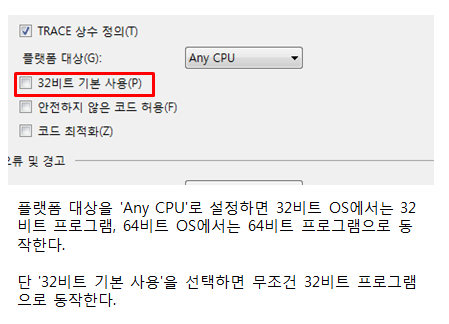 TRACE 상수 정의(T)
플랫폼 대상(G): Any CPU
32비트 기본 사용(P)
안전하지 않은 코드 허용(F)
코드 최적화(Z)
오류 및 경고
플랫폼 대상을 'Any CPU'로 설정하면 32비트 OS에서는 32
비트 프로그램, 64비트 OS에서는 64비트 프로그램으로 동
작한다.
단 '32비트 기본 사용'을 선택하면 무조건 32비트 프로그램
으로 동작한다.